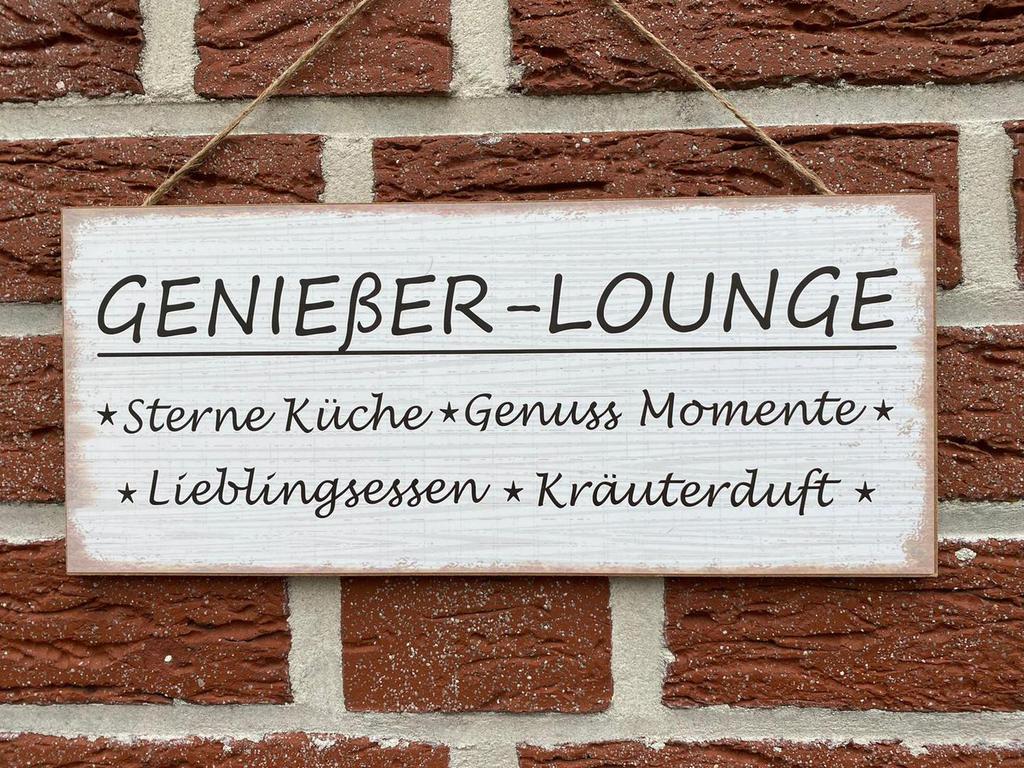 GENIEßER-LOUNGE
★Sterne Küche ★Genuss Momente ★
★ Lieblingsessen ★ Kräuterduft ★